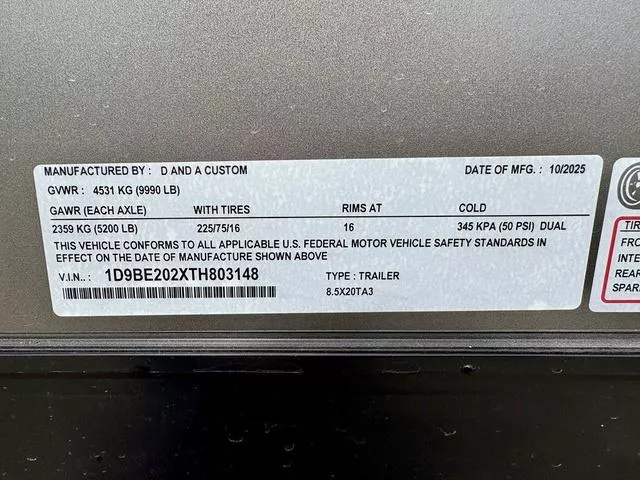 MANUFACTURED BY : D AND A CUSTOM DATE OF MFG. : 10/2025
GVWR : 4531 KG (9990 LB)
GAWR (EACH AXLE) WITH TIRES RIMS AT COLD
2359 KG (5200 LB) 225/75/16 16 345 KPA (50 PSI) DUAL
THIS VEHICLE CONFORMS TO ALL APPLICABLE U.S. FEDERAL MOTOR VEHICLE SAFETY STANDARDS IN
EFFECT ON THE DATE OF MANUFACTURE SHOWN ABOVE
V.I.N.. : 1D9BE202XTH803148 TYPE : TRAILER
8.5X20TA3
TIR
FRO
INTE
REAR
SPAR